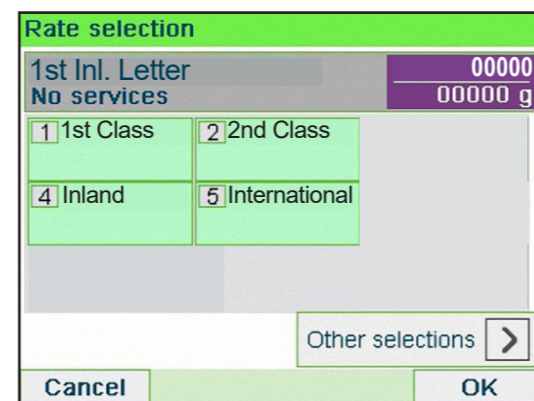 Rate selection
1st Inl. Letter 00000
No services 00000 g
1 1st Class 2 2nd Class
4 Inland 5 International
Other selections >
Cancel OK